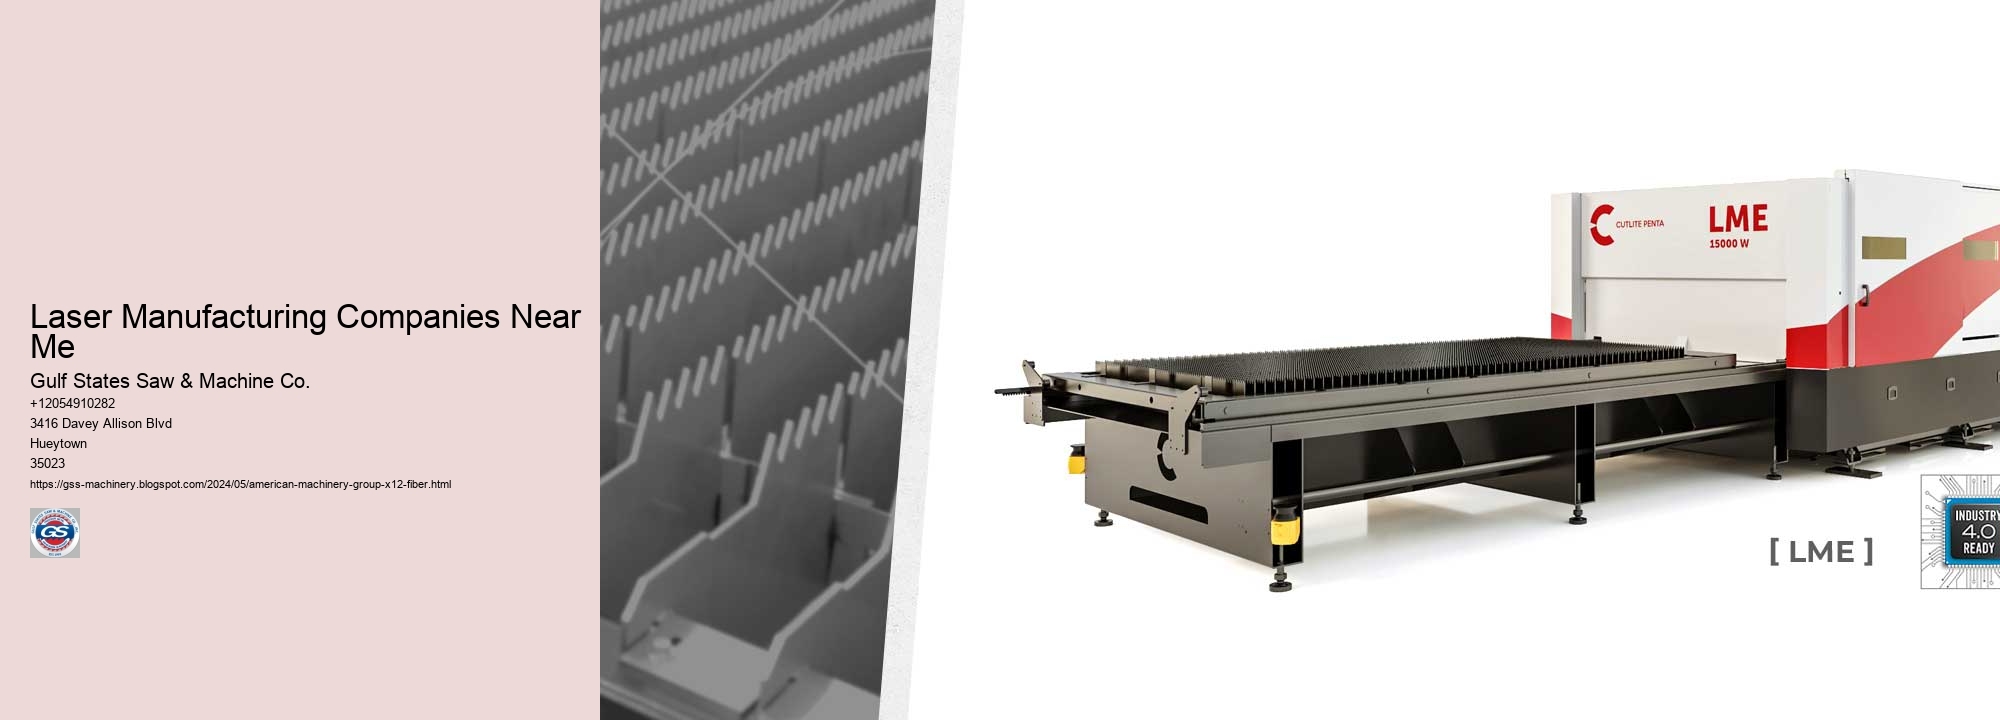 Laser Manufacturing Companies Near
Me
Gulf States Saw & Machine Co.
+12054910282
3416 Davey Allison Blvd
Hueytown
35023
https://gss-machinery.blogspot.com/2024/05/american-machinery-group-x12-fiber.html
GS
CUTLITE PENTA
LME
15000 W
[ LME ]
INDUSTRY
4.0
READY